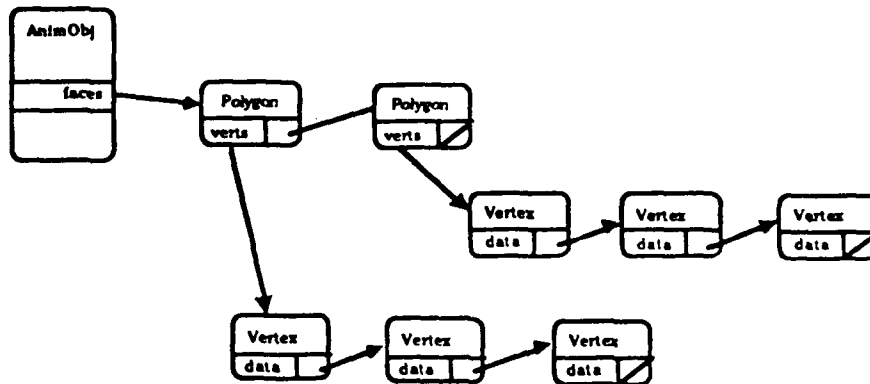 AnimObj
faces
Polygon
verts
Polygon
verts
Vertex
data
Vertex
data
Vertex
data
Vertex
data
Vertex
data
Vertex
data